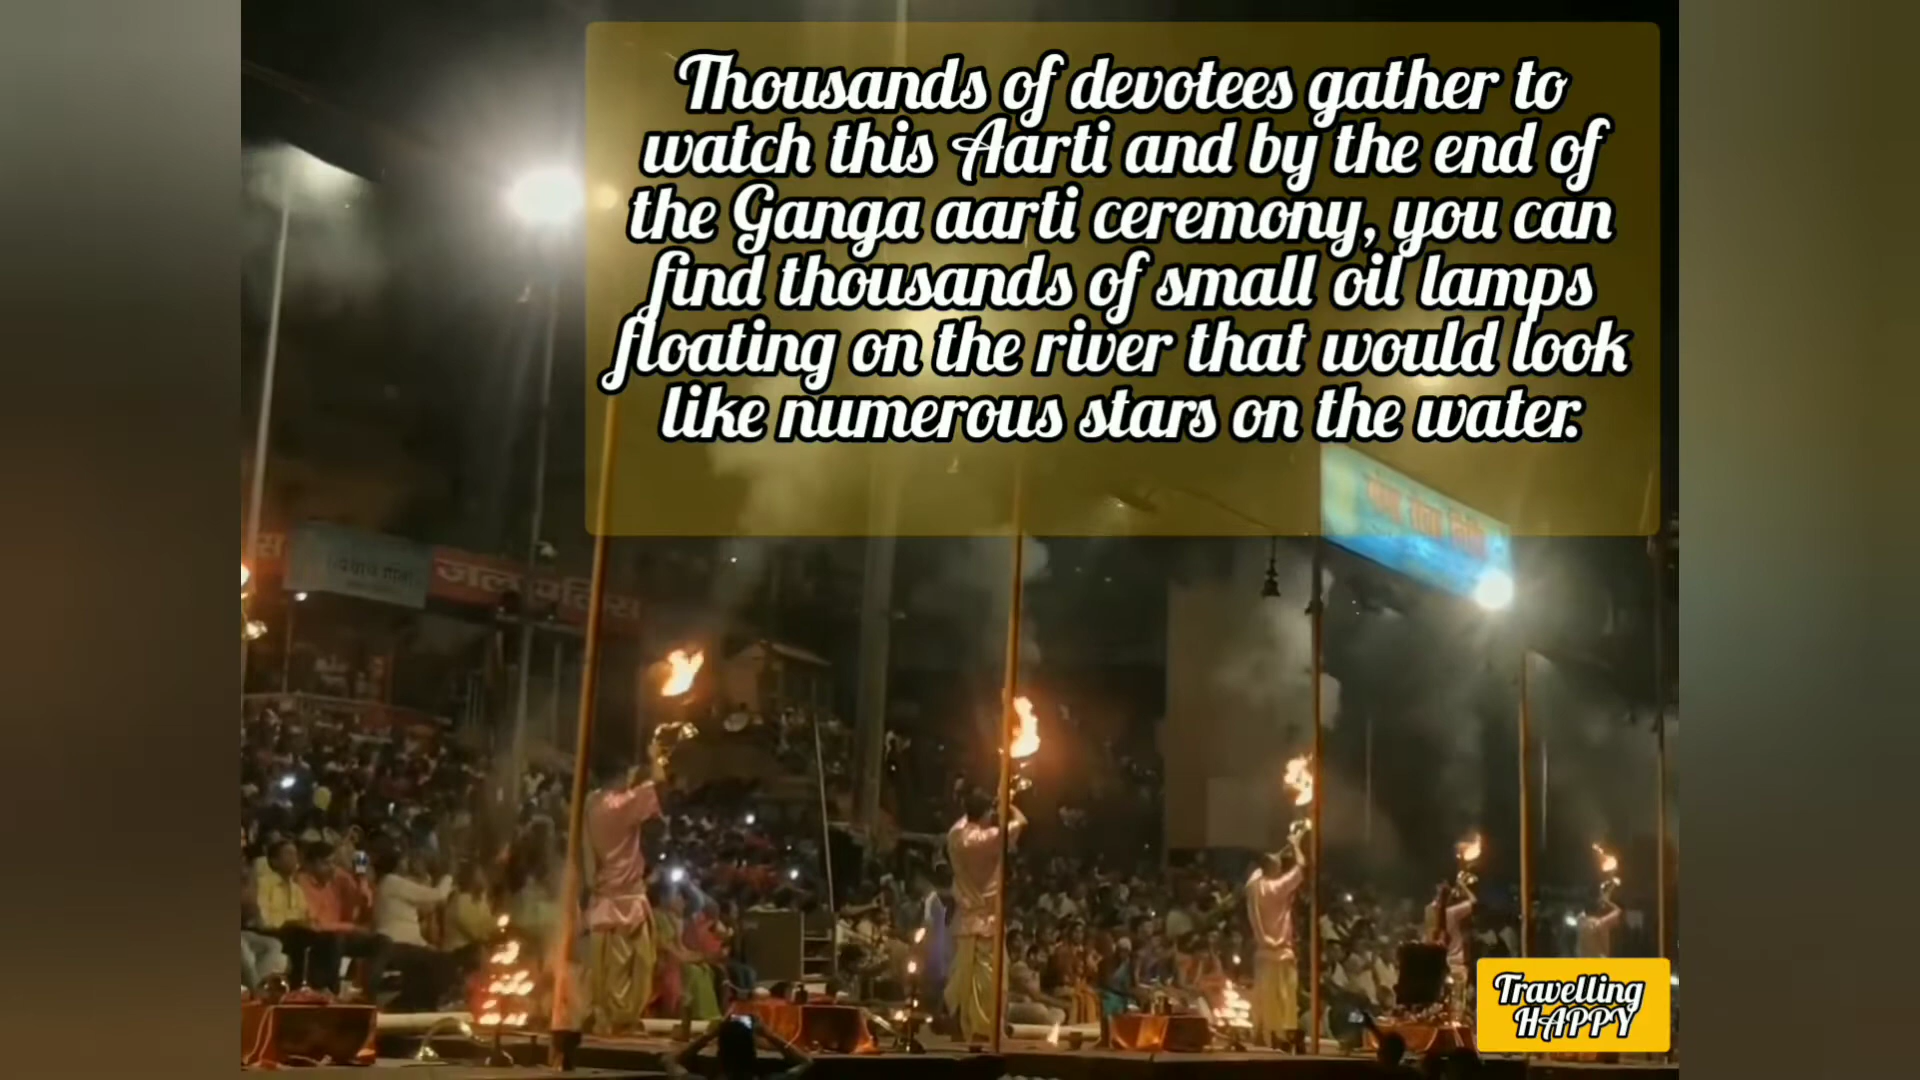 Thousands of devotees gather to
watch this Aarti and by the end of
the Ganga aarti ceremony, you can
find thousands of small oil lamps
floating on the river that would look
like numerous stars on the water.
जल पुलिस
Travelling
HAPPY